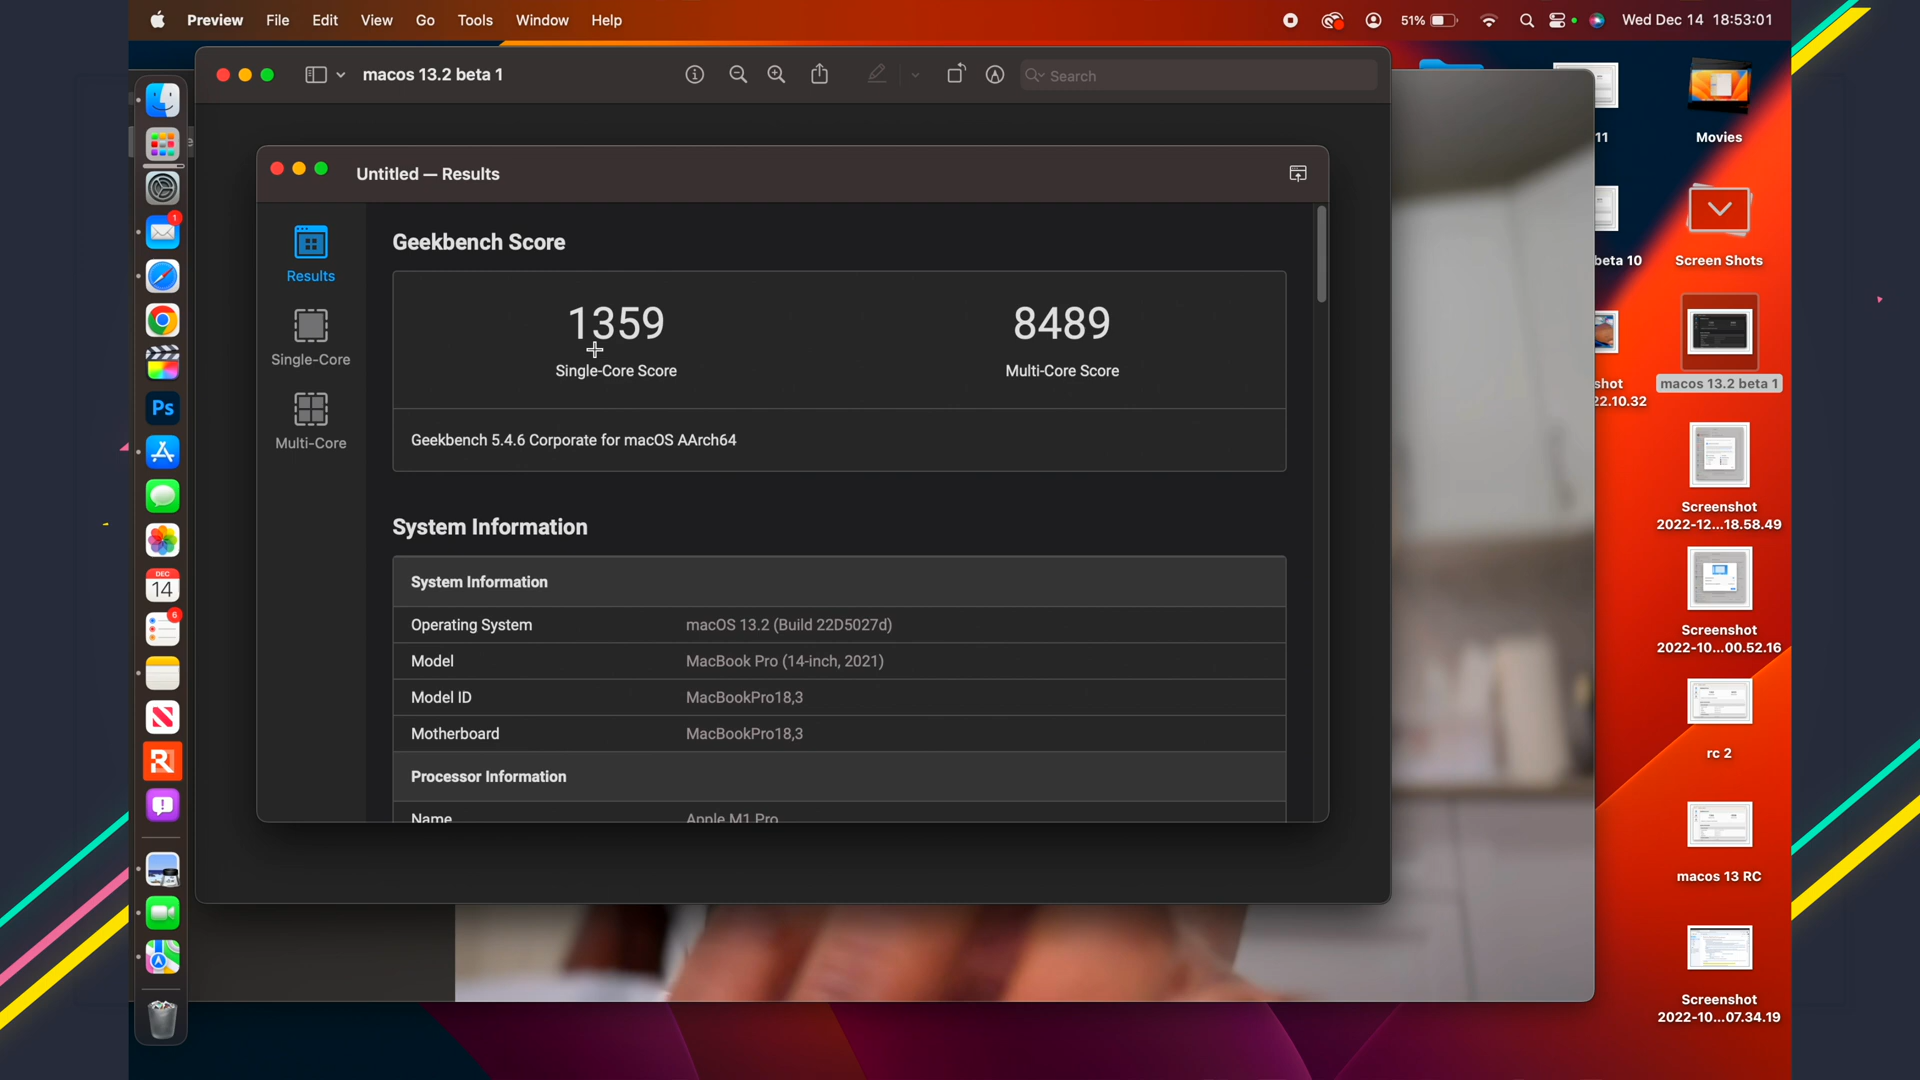 Preview File Edit View Go Tools Window Help
51% Wed Dec 14 18:53:01
macos 13.2 beta 1
Search
Untitled — Results
Results
Single-Core
Multi-Core
Geekbench Score
1359 8489
Single-Core Score Multi-Core Score
Geekbench 5.4.6 Corporate for macOS AArch64
System Information
System Information
Operating System macOS 13.2 (Build 22D5027d)
Model MacBook Pro (14-inch, 2021)
Model ID MacBookPro18,3
Motherboard MacBookPro18,3
Processor Information
Name Apple M1 Pro
1
Ps
DEC
14
6
11
Movies
beta 10
Screen Shots
shot
22.10.32
macos 13.2 beta 1
Screenshot
2022-12...18.58.49
Screenshot
2022-10...00.52.16
rc 2
macos 13 RC
Screenshot
2022-10...07.34.19